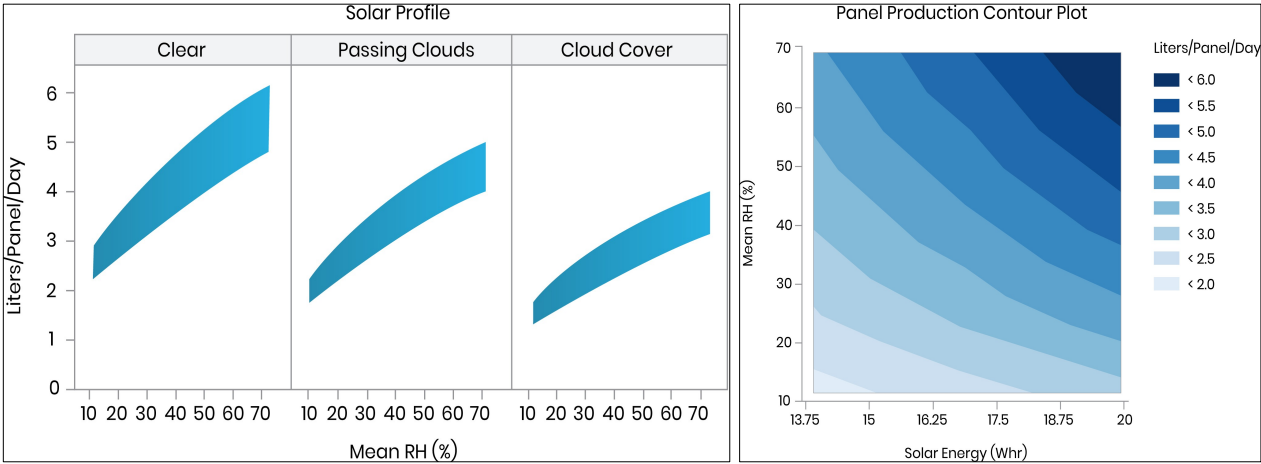 Solar Profile
Clear Passing Clouds Cloud Cover
Liters/Panel/Day
6
5
4
3
2
1
0
10 20 30 40 50 60 70 10 20 30 40 50 60 70 10 20 30 40 50 60 70
Mean RH (%)
Panel Production Contour Plot
Mean RH (%)
70
60
50
40
30
20
10
13.75 15 16.25 17.5 18.75 20
Solar Energy (Whr)
Liters/Panel/Day
< 6.0
< 5.5
< 5.0
< 4.5
< 4.0
< 3.5
< 3.0
< 2.5
< 2.0